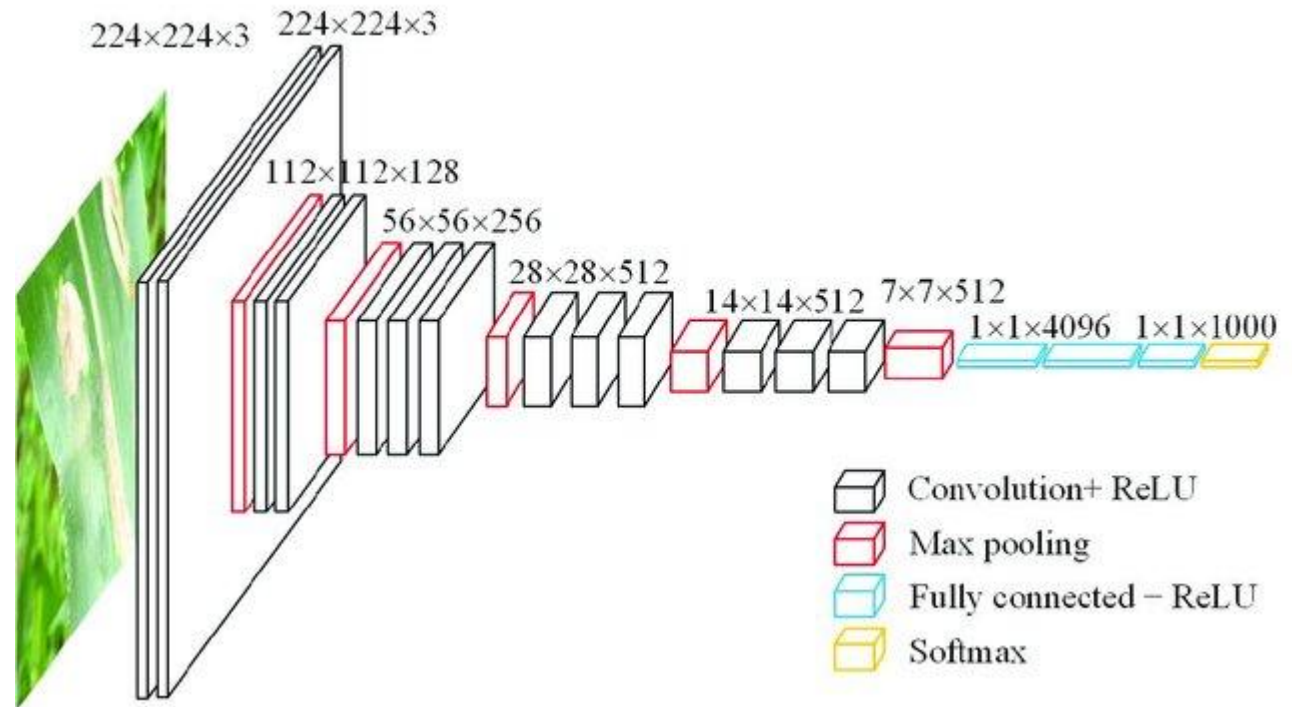 224×224×3
224×224×3
112×112×128
56×56×256
28×28×512
14×14×512
7×7×512
1×1×4096
1×1×1000
Convolution+ ReLU
Max pooling
Fully connected − ReLU
Softmax